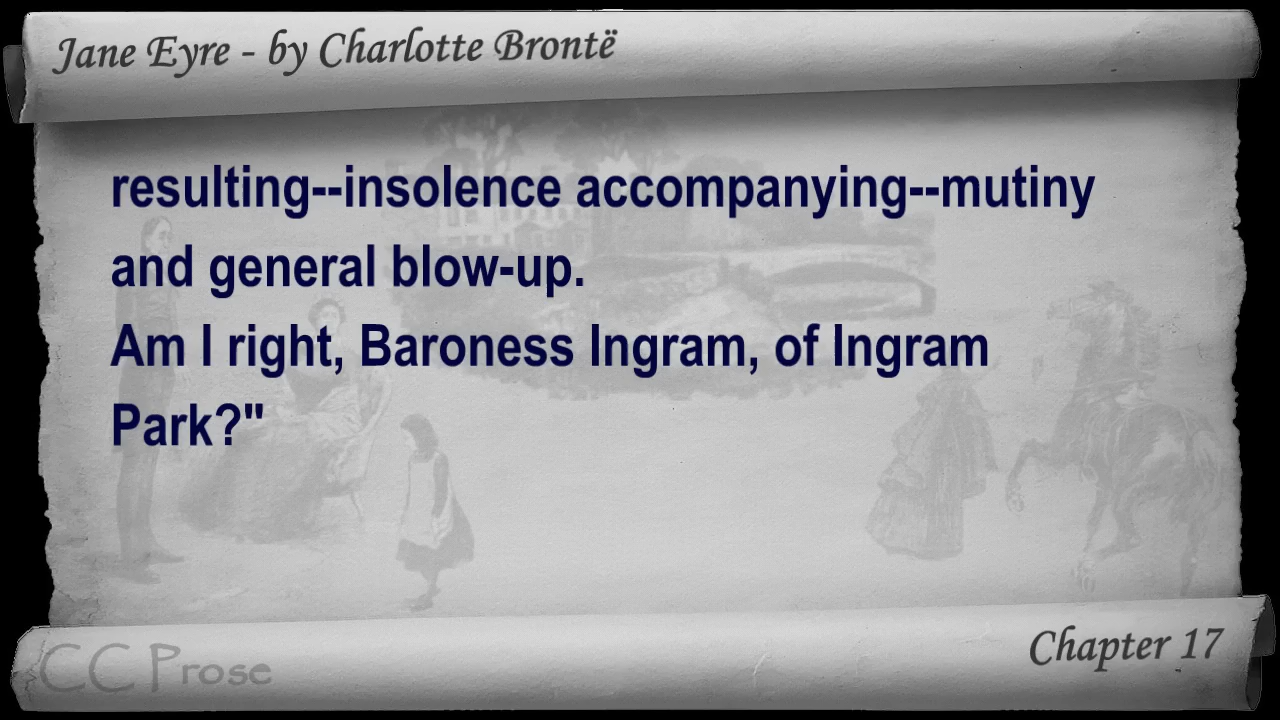 Jane Eyre - by Charlotte Brontë
resulting--insolence accompanying--mutiny
and general blow-up.
Am I right, Baroness Ingram, of Ingram
Park?"
CC Prose
Chapter 17